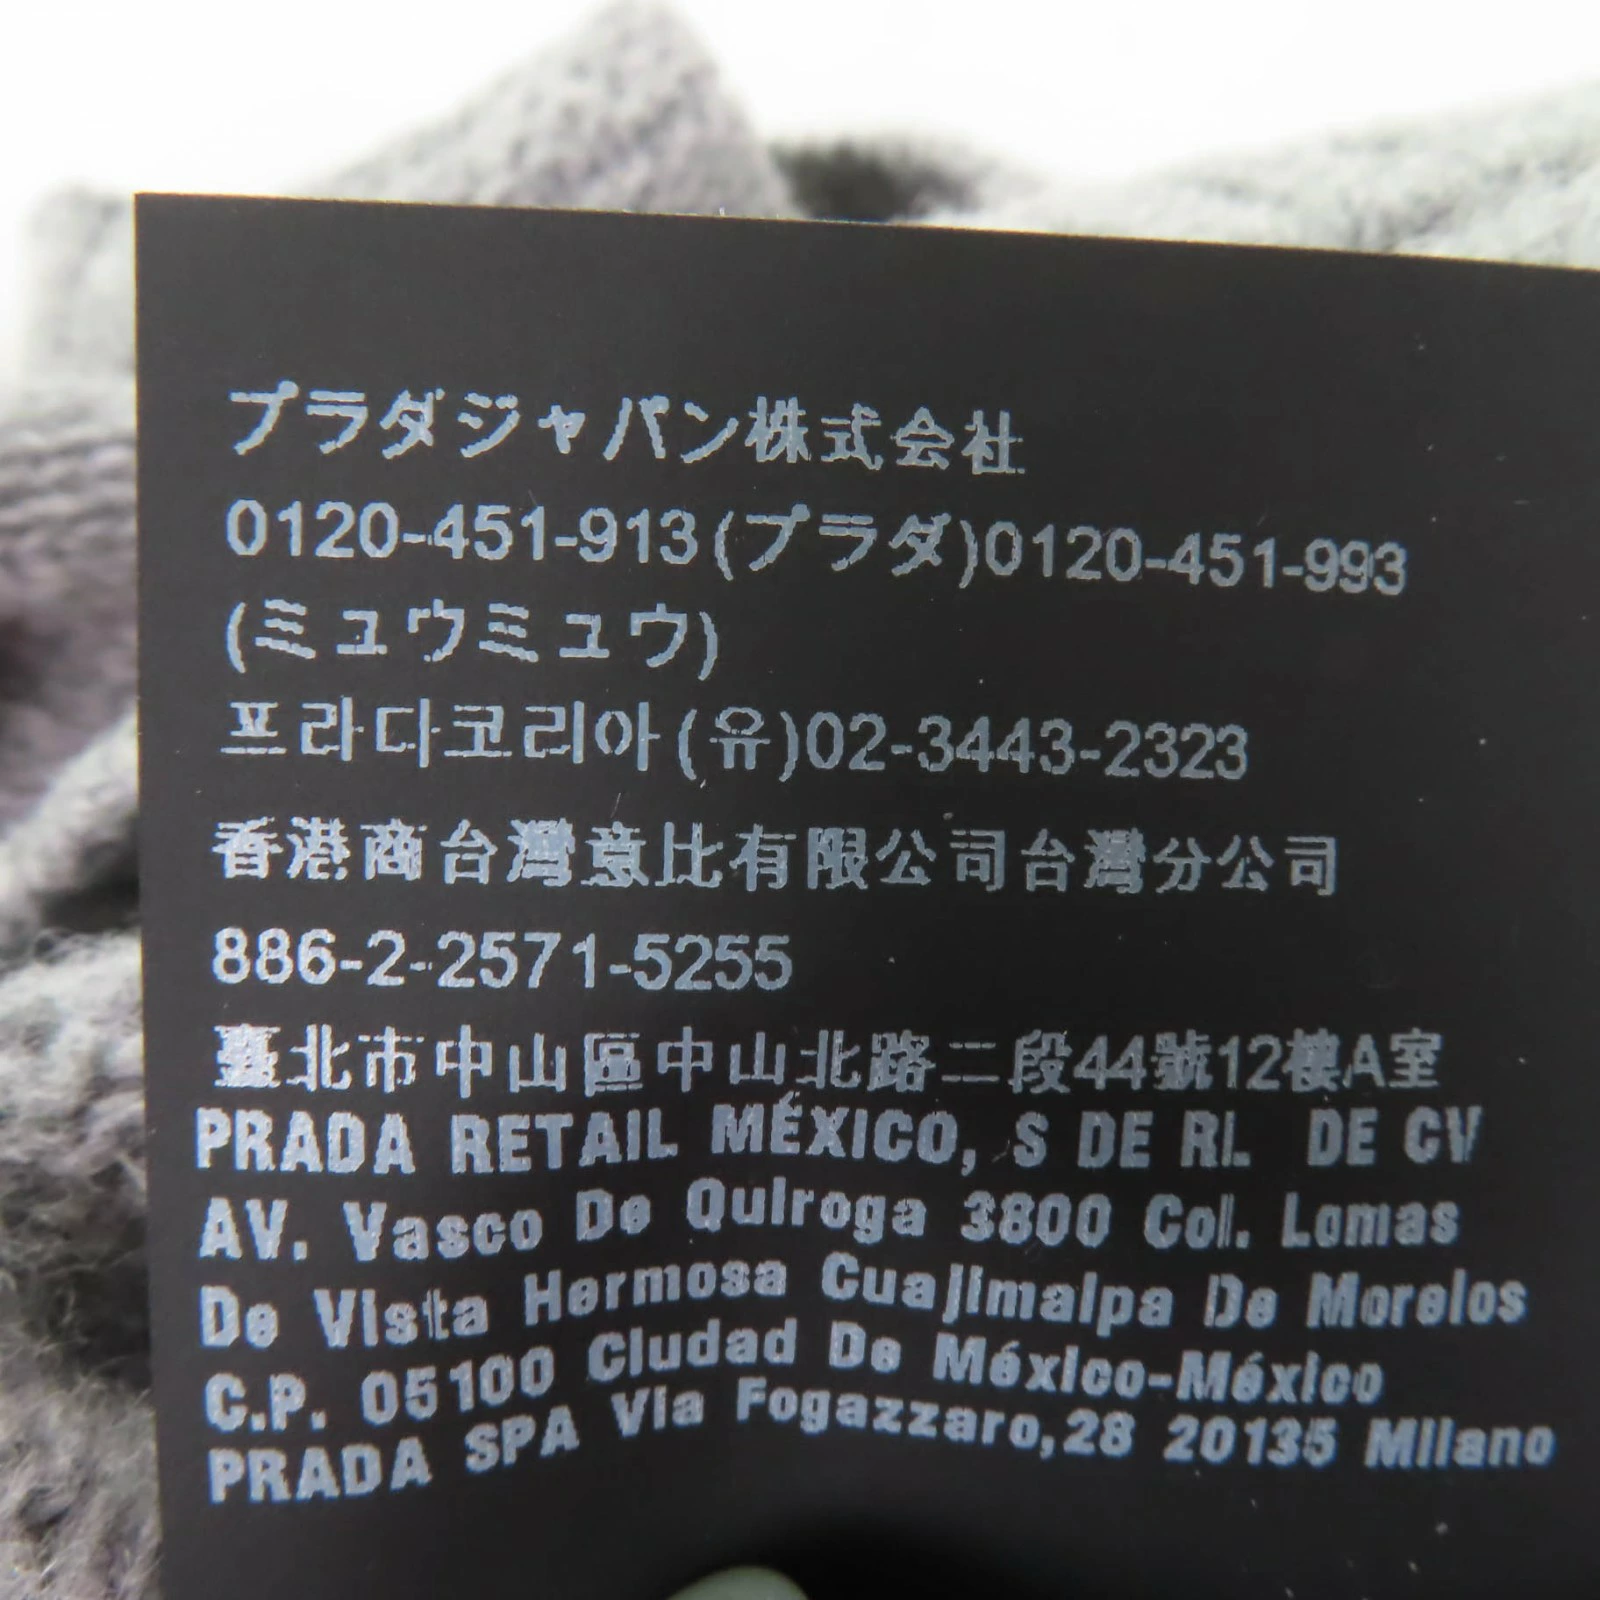 プラダジャパン株式会社
0120-451-913(プラダ)0120-451-993
(ミュウミュウ)
프라다코리아(유)02-3443-2323
香港商台灣意比有限公司台灣分公司
886-2-2571-5255
臺北市中山區中山北路二段44號12樓A室
PRADA RETAIL MÉXICO, S DE RL DE CV
AV. Vasco De Quiroga 3800 Col. Lomas
De Vista Hermosa Cuajimalpa De Morelos
C.P. 05100 Ciudad De México-México
PRADA SPA Via Fogazzaro,28 20135 Milano